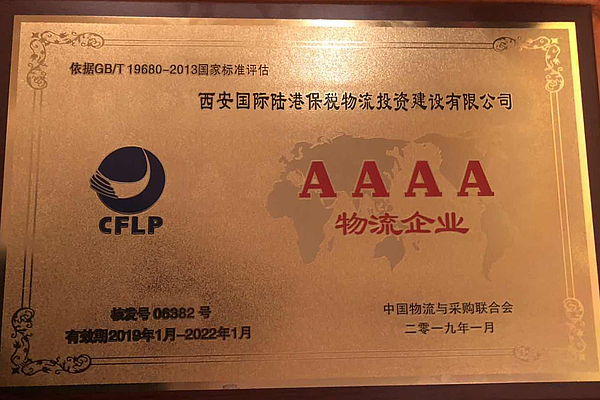 依据GB/T 19680-2013国家标准评估
西安国际陆港保税物流投资建设有限公司
AAAA
物流企业
CFLP
核发号 06382 号
有效期2019年1月-2022年1月
中国物流与采购联合会
二零一九年一月